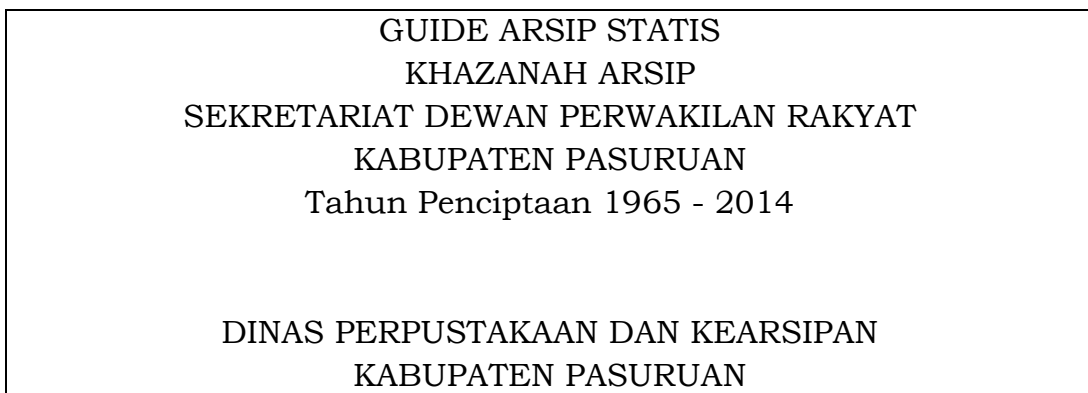 GUIDE ARSIP STATIS
KHAZANAH ARSIP
SEKRETARIAT DEWAN PERWAKILAN RAKYAT
KABUPATEN PASURUAN
Tahun Penciptaan 1965 - 2014
DINAS PERPUSTAKAAN DAN KEARSIPAN
KABUPATEN PASURUAN